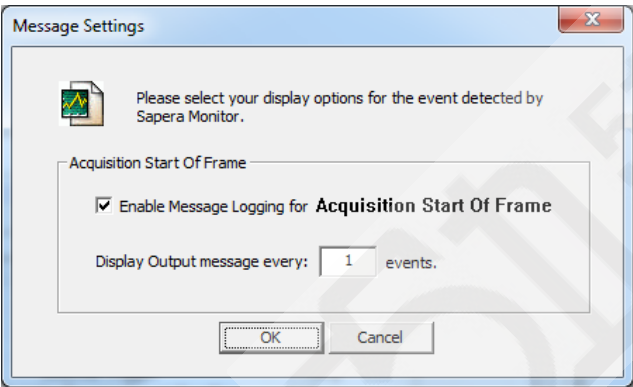 Message Settings
Please select your display options for the event detected by
Sapera Monitor.
Acquisition Start Of Frame
Enable Message Logging for Acquisition Start Of Frame
Display Output message every: 1 events.
OK Cancel